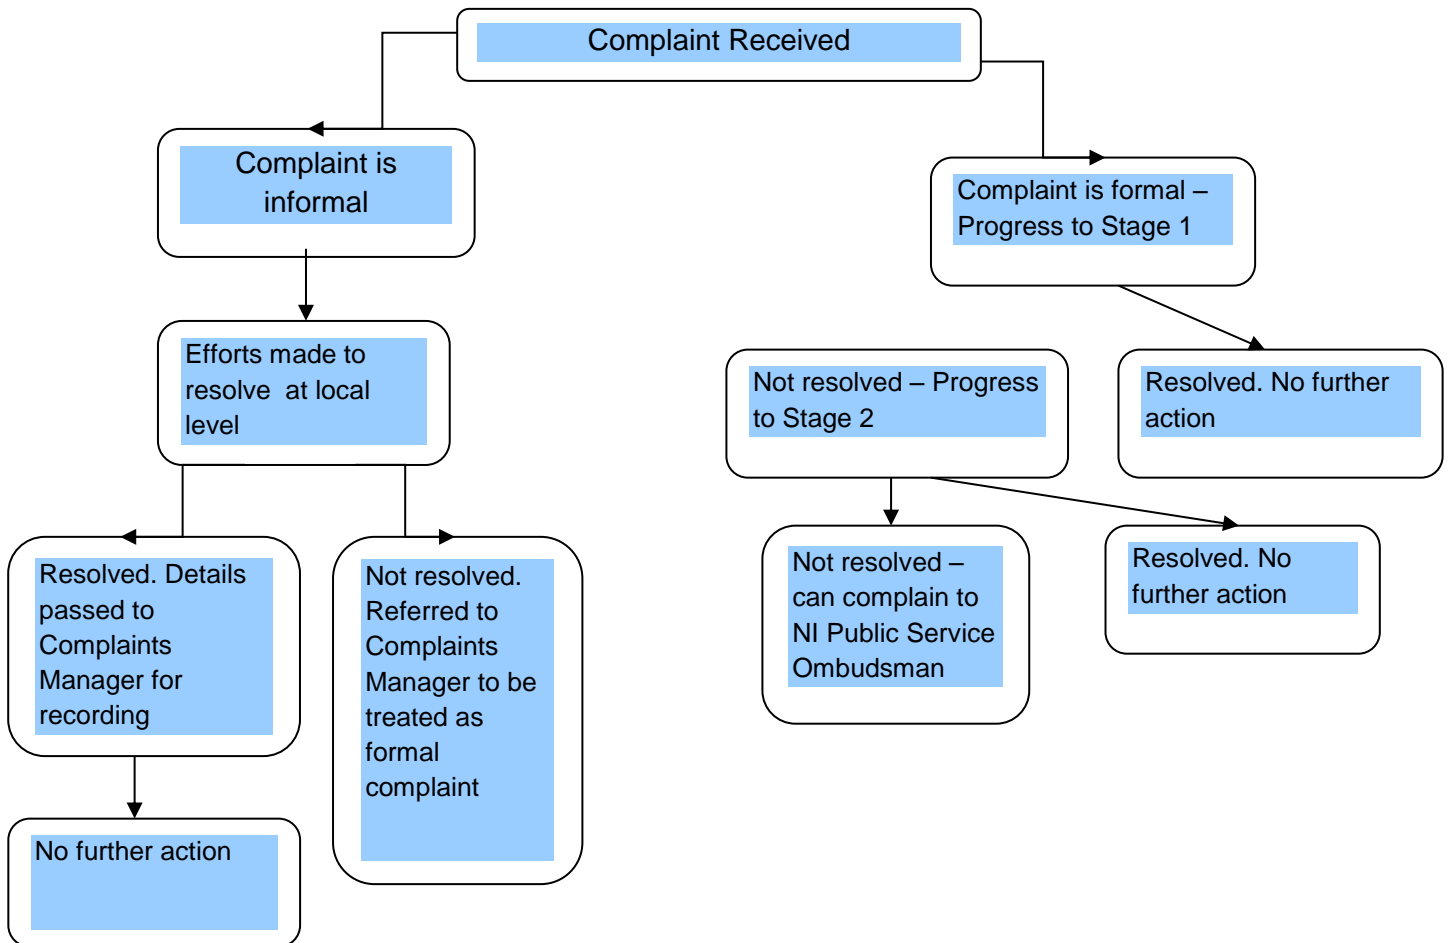 Complaint Received
Complaint is
informal
Complaint is formal –
Progress to Stage 1
Efforts made to
resolve  at local
level
Not resolved – Progress
to Stage 2
Resolved. No further
action
Resolved. Details
passed to
Complaints
Manager for
recording
Not resolved.
Referred to
Complaints
Manager to be
treated as
formal
complaint
Not resolved –
can complain to
NI Public Service
Ombudsman
Resolved. No
further action
No further action